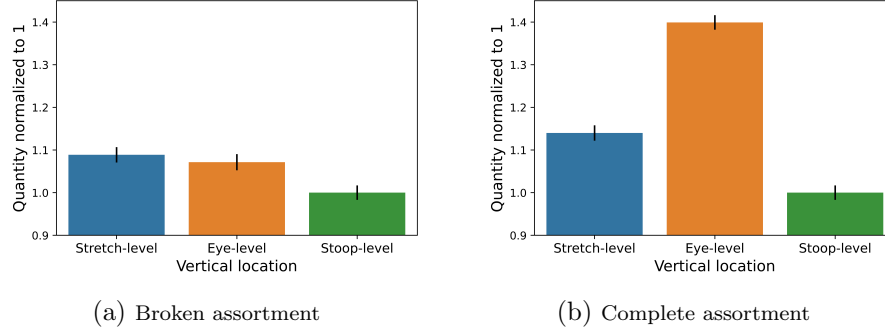 Quantity normalized to 1
1.4
1.3
1.2
1.1
1.0
0.9
Stretch-level Eye-level Stoop-level
Vertical location
(a) Broken assortment
Quantity normalized to 1
1.4
1.3
1.2
1.1
1.0
0.9
Stretch-level Eye-level Stoop-level
Vertical location
(b) Complete assortment